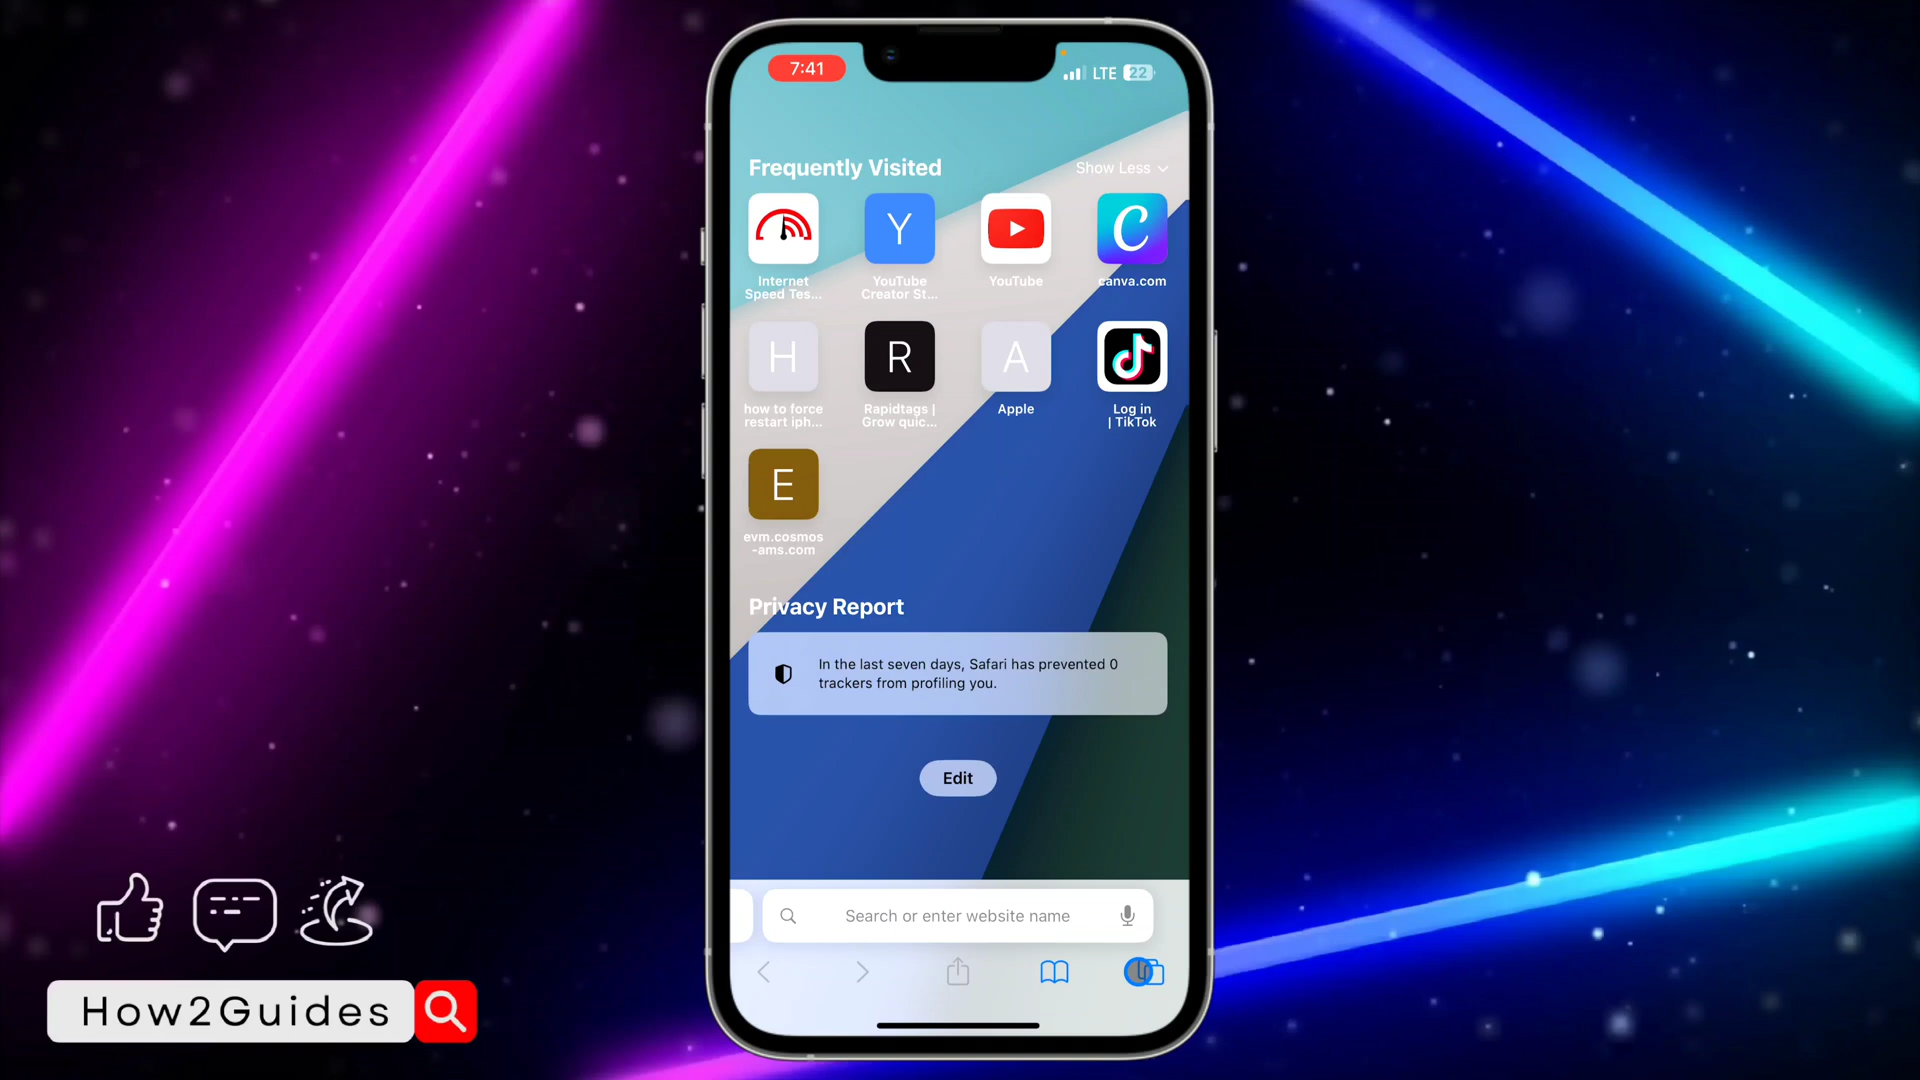 7:41
LTE 22
Frequently Visited
Show Less
Y
C
Internet
Speed Tes...
YouTube
Creator St...
YouTube
canva.com
H
R
A
how to force
restart iph...
Rapidtags |
Grow quic...
Apple
Log in
| TikTok
E
evm.cosmos
-ams.com
Privacy Report
In the last seven days, Safari has prevented 0
trackers from profiling you.
Edit
Search or enter website name
How2Guides